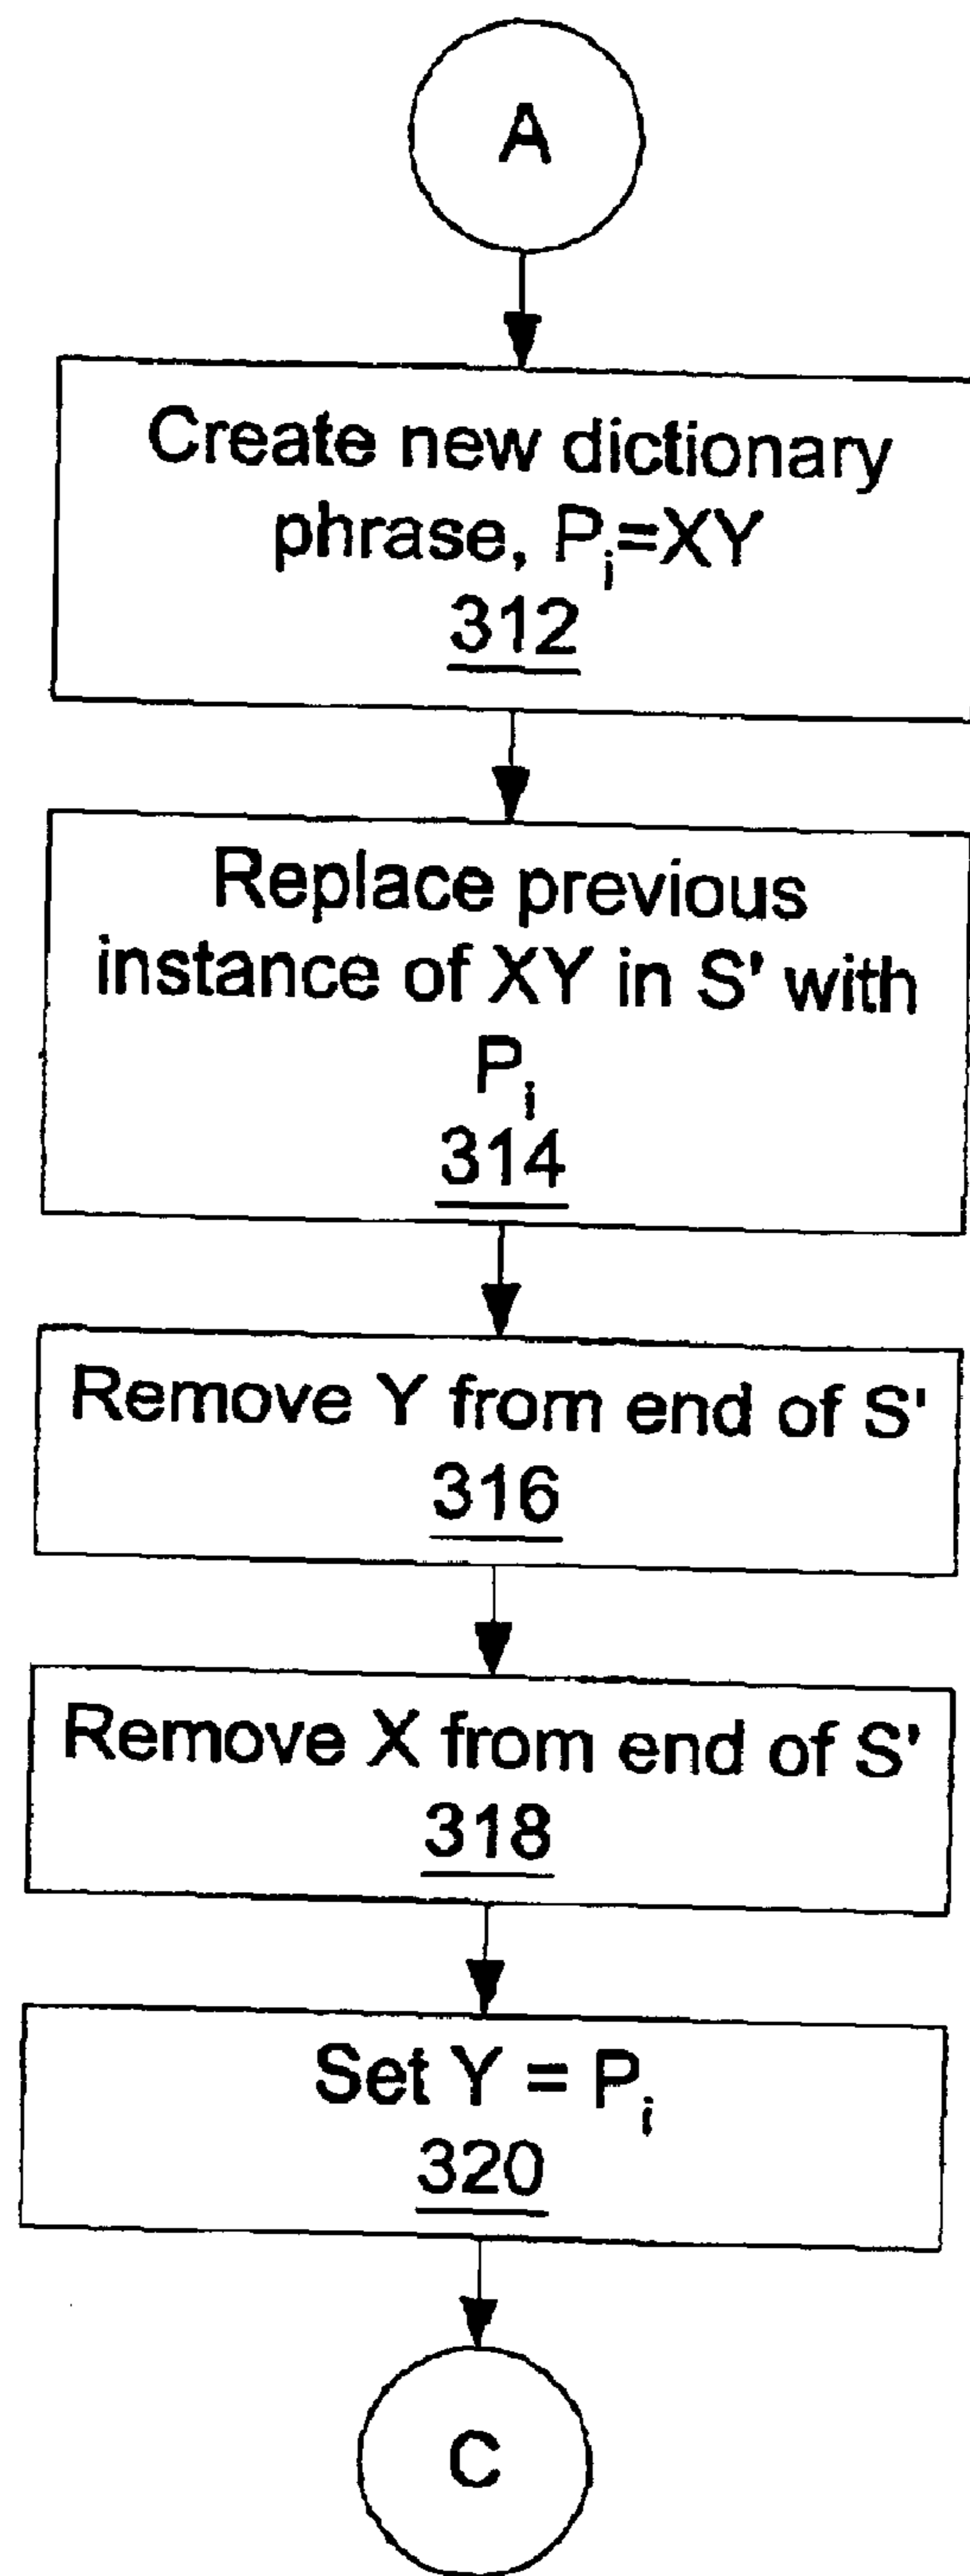 A
Create new dictionary
phrase, Pᵢ=XY
312
Replace previous
instance of XY in S' with
Pᵢ
314
Remove Y from end of S'
316
Remove X from end of S'
318
Set Y = Pᵢ
320
C